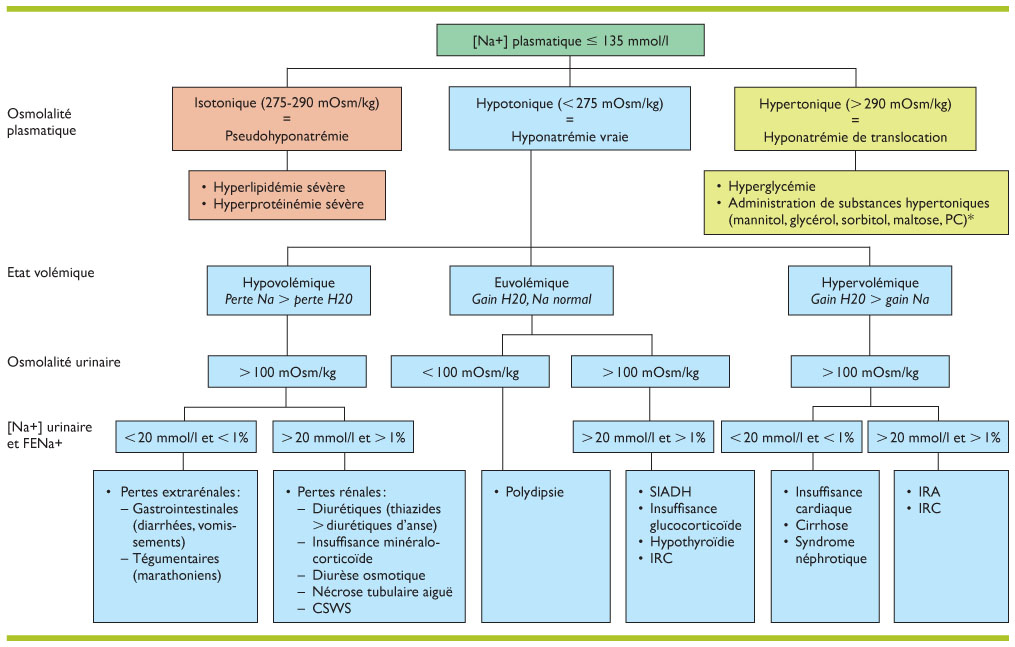 [Na+] plasmatique ≤ 135 mmol/l
Osmolalité
plasmatique
Isotonique (275-290 mOsm/kg)
=
Pseudohyponatrémie
Hypotonique (<275 mOsm/kg)
=
Hyponatrémie vraie
Hypertonique (>290 mOsm/kg)
=
Hyponatrémie de translocation
• Hyperlipidémie sévère
• Hyperprotéinémie sévère
• Hyperglycémie
• Administration de substances hypertoniques
(mannitol, glycérol, sorbitol, maltose, PC)*
Etat volémique
Hypovolémique
Perte Na > perte H20
Euvolémique
Gain H20, Na normal
Hypervolémique
Gain H20 > gain Na
Osmolalité urinaire
>100 mOsm/kg
<100 mOsm/kg
>100 mOsm/kg
>100 mOsm/kg
[Na+] urinaire
et FENa+
<20 mmol/l et <1%
>20 mmol/l et >1%
>20 mmol/l et >1%
<20 mmol/l et <1%
>20 mmol/l et >1%
• Pertes extrarénales:
– Gastrointestinales
(diarrhées, vomis-
sements)
– Tégumentaires
(marathoniens)
• Pertes rénales:
– Diurétiques (thiazides
> diurétiques d'anse)
– Insuffisance minéralo-
corticoïde
– Diurèse osmotique
– Nécrose tubulaire aiguë
– CSWS
• Polydipsie
• SIADH
• Insuffisance
glucocorticoïde
• Hypothyroïdie
• IRC
• Insuffisance
cardiaque
• Cirrhose
• Syndrome
néphrotique
• IRA
• IRC